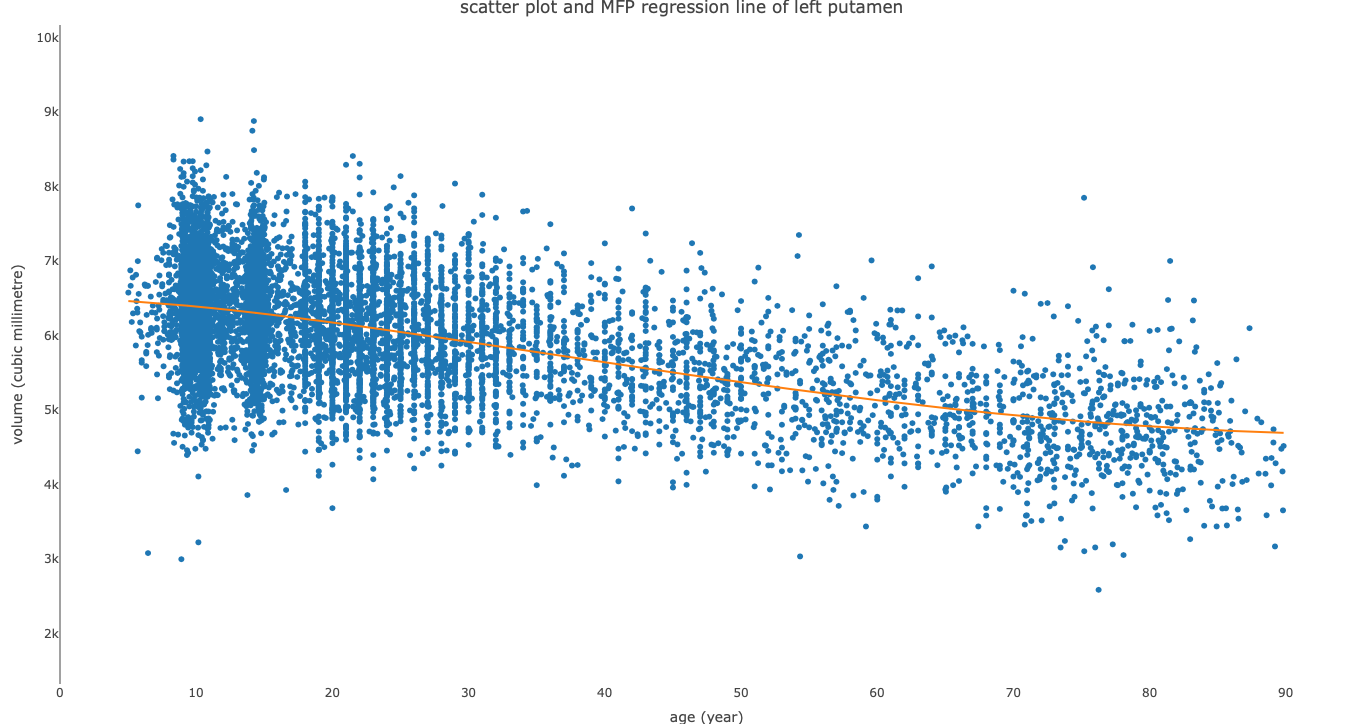 scatter plot and MFP regression line of left putamen
10k
9k
8k
7k
6k
5k
4k
3k
2k
volume (cubic millimetre)
0 10 20 30 40 50 60 70 80 90
age (year)